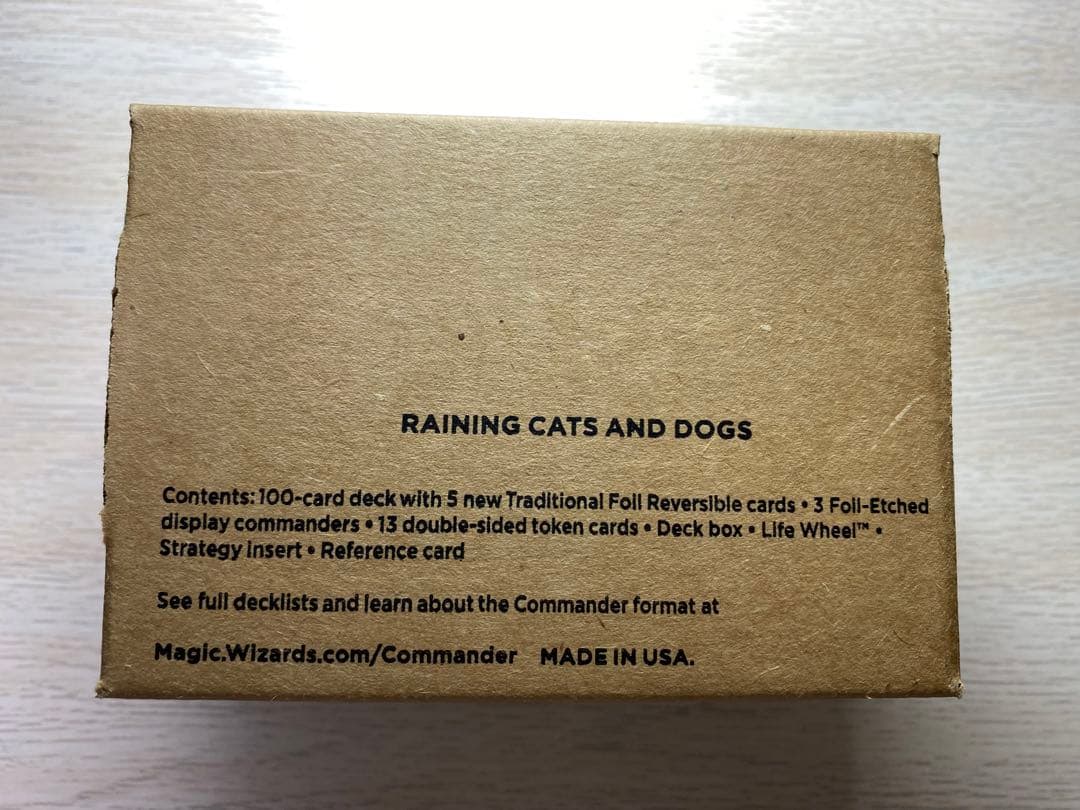 RAINING CATS AND DOGS
Contents: 100-card deck with 5 new Traditional Foil Reversible cards • 3 Foil-Etched
display commanders • 13 double-sided token cards • Deck box • Life Wheel™ •
Strategy insert • Reference card
See full decklists and learn about the Commander format at
Magic.Wizards.com/Commander MADE IN USA.